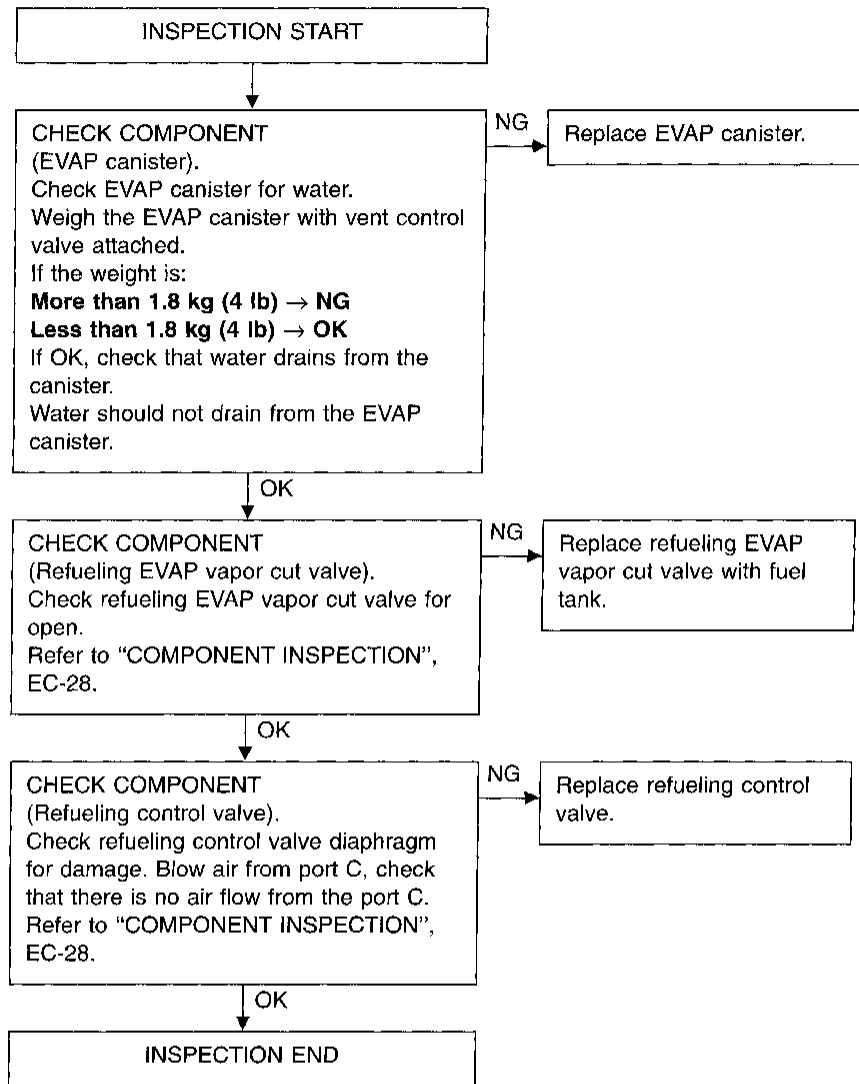 INSPECTION START
CHECK COMPONENT
(EVAP canister).
Check EVAP canister for water.
Weigh the EVAP canister with vent control
valve attached.
If the weight is:
More than 1.8 kg (4 lb) → NG
Less than 1.8 kg (4 lb) → OK
If OK, check that water drains from the
canister.
Water should not drain from the EVAP
canister.
NG
Replace EVAP canister.
OK
CHECK COMPONENT
(Refueling EVAP vapor cut valve).
Check refueling EVAP vapor cut valve for
open.
Refer to “COMPONENT INSPECTION”,
EC-28.
NG
Replace refueling EVAP
vapor cut valve with fuel
tank.
OK
CHECK COMPONENT
(Refueling control valve).
Check refueling control valve diaphragm
for damage. Blow air from port C, check
that there is no air flow from the port C.
Refer to “COMPONENT INSPECTION”,
EC-28.
NG
Replace refueling control
valve.
OK
INSPECTION END